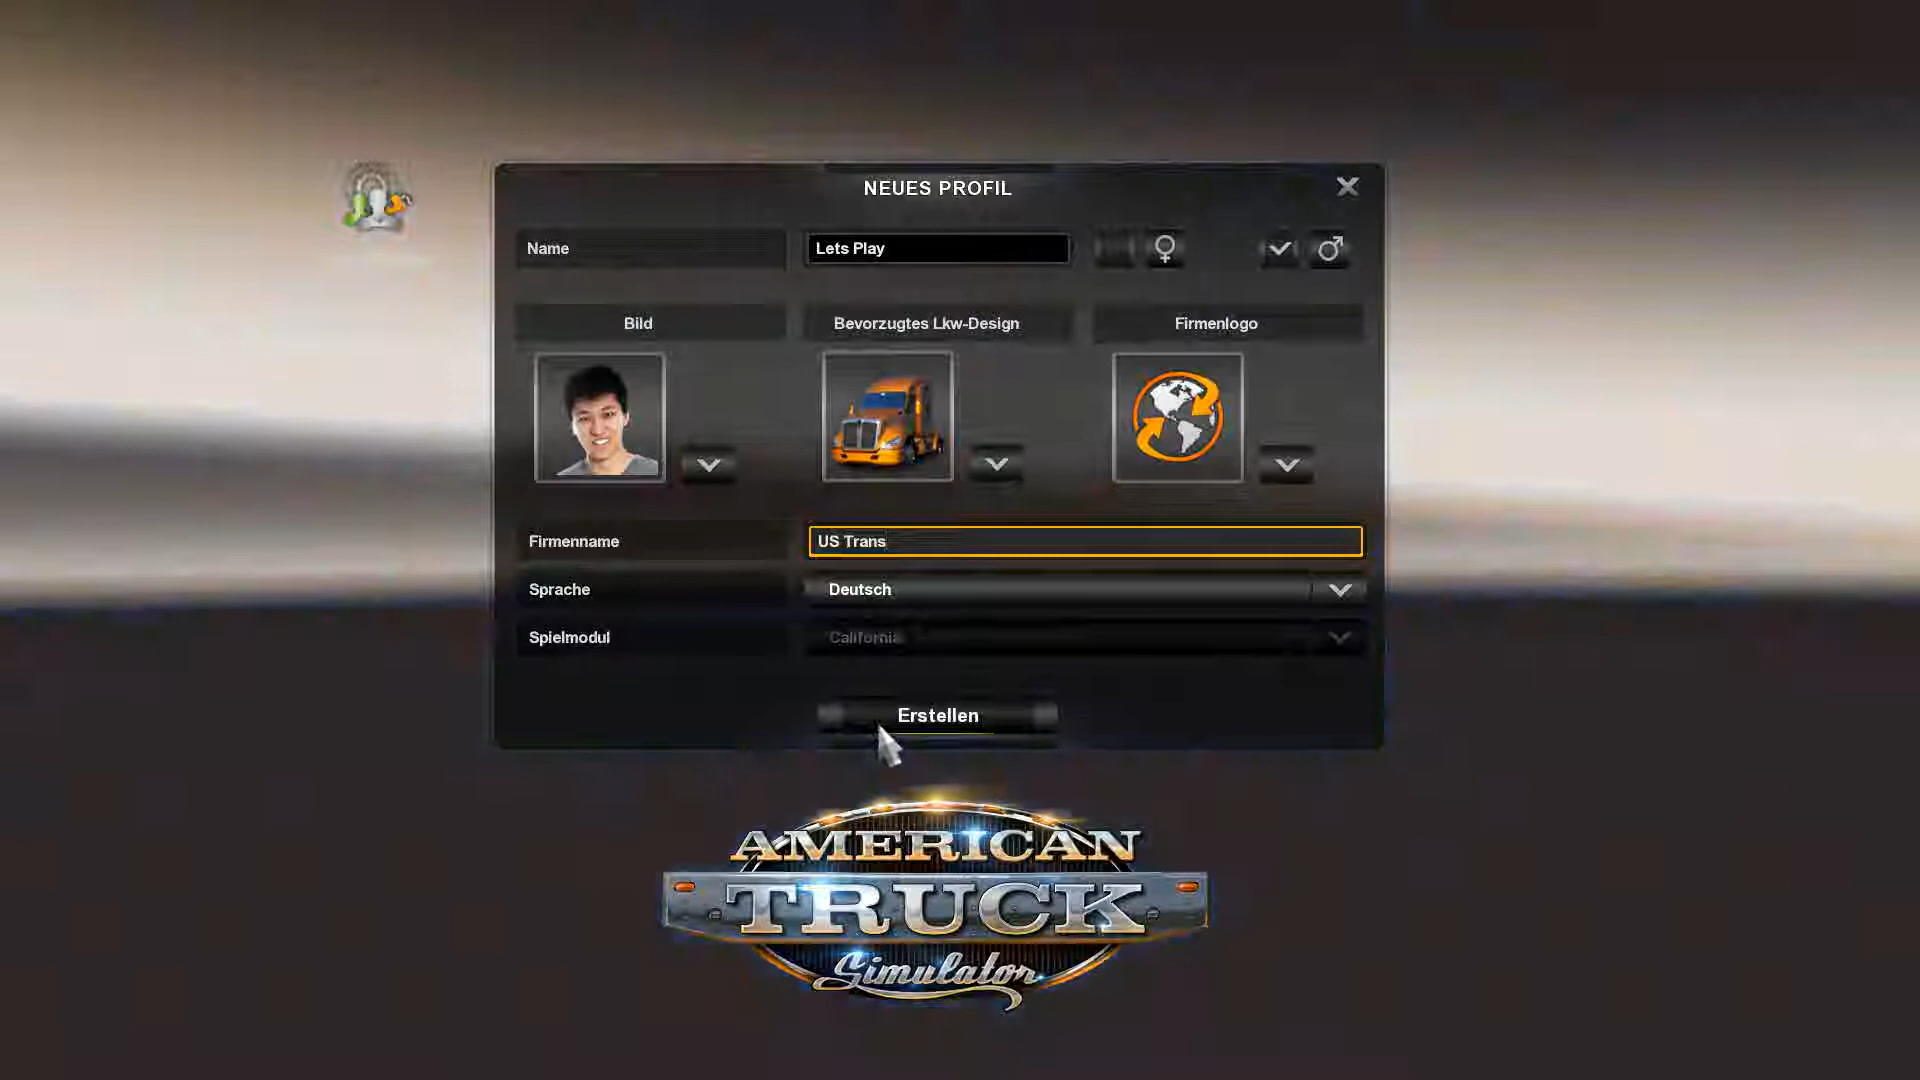 NEUES PROFIL
Name
Lets Play
Bild
Bevorzugtes Lkw-Design
Firmenlogo
Firmenname
US Trans
Sprache
Deutsch
Spielmodul
California
Erstellen
AMERICAN
TRUCK
Simulator